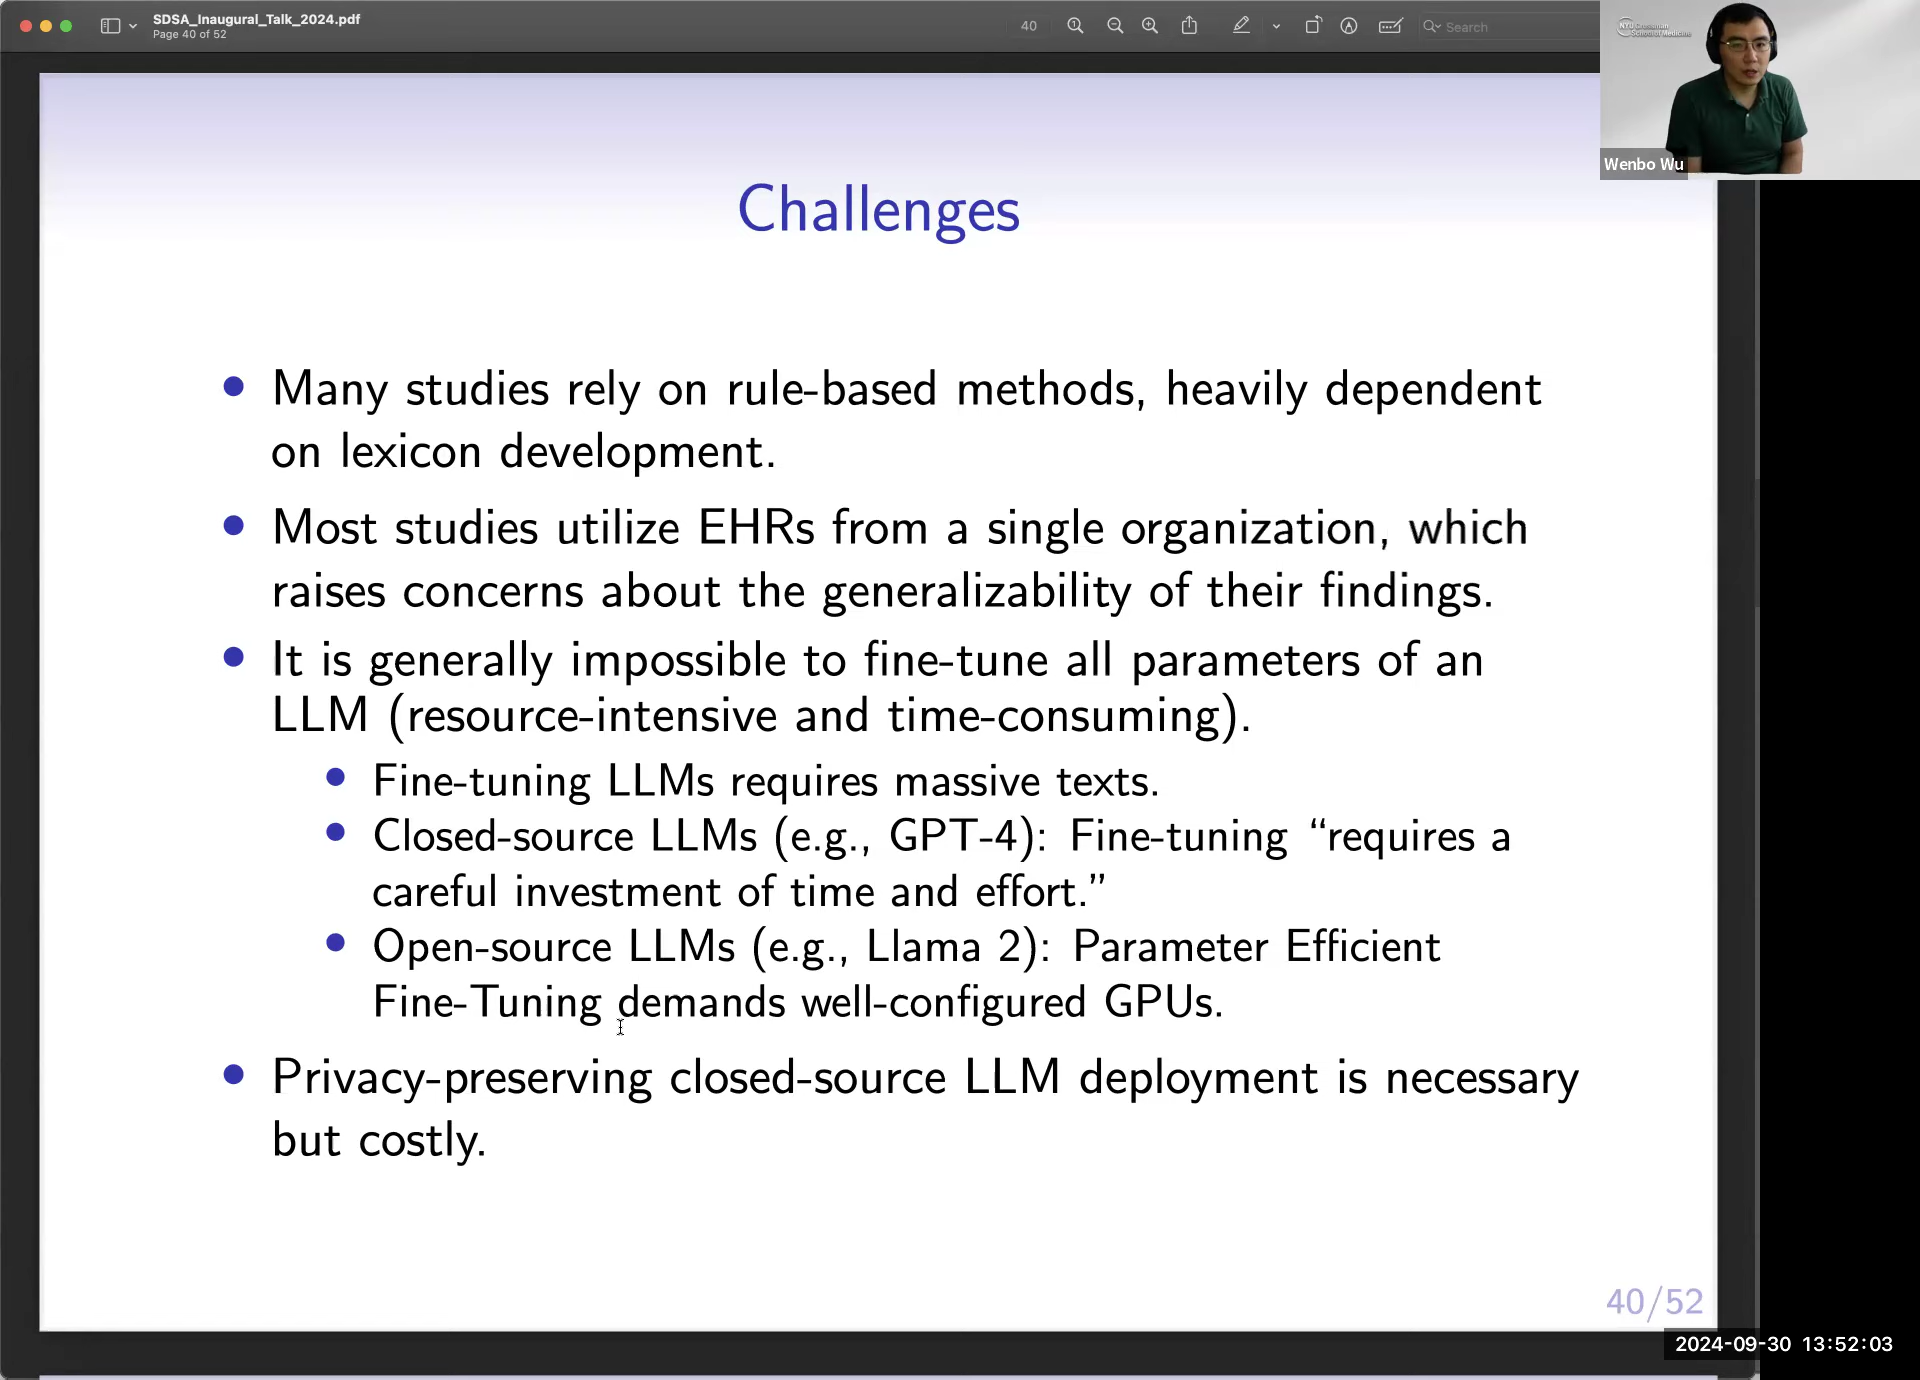 SDSA_Inaugural_Talk_2024.pdf
Page 40 of 52
40
Search
NYU Grossman
School of Medicine
Wenbo Wu
Challenges
• Many studies rely on rule-based methods, heavily dependent
on lexicon development.
• Most studies utilize EHRs from a single organization, which
raises concerns about the generalizability of their findings.
• It is generally impossible to fine-tune all parameters of an
LLM (resource-intensive and time-consuming).
• Fine-tuning LLMs requires massive texts.
• Closed-source LLMs (e.g., GPT-4): Fine-tuning “requires a
careful investment of time and effort.”
• Open-source LLMs (e.g., Llama 2): Parameter Efficient
Fine-Tuning demands well-configured GPUs.
• Privacy-preserving closed-source LLM deployment is necessary
but costly.
40/52
2024-09-30 13:52:03